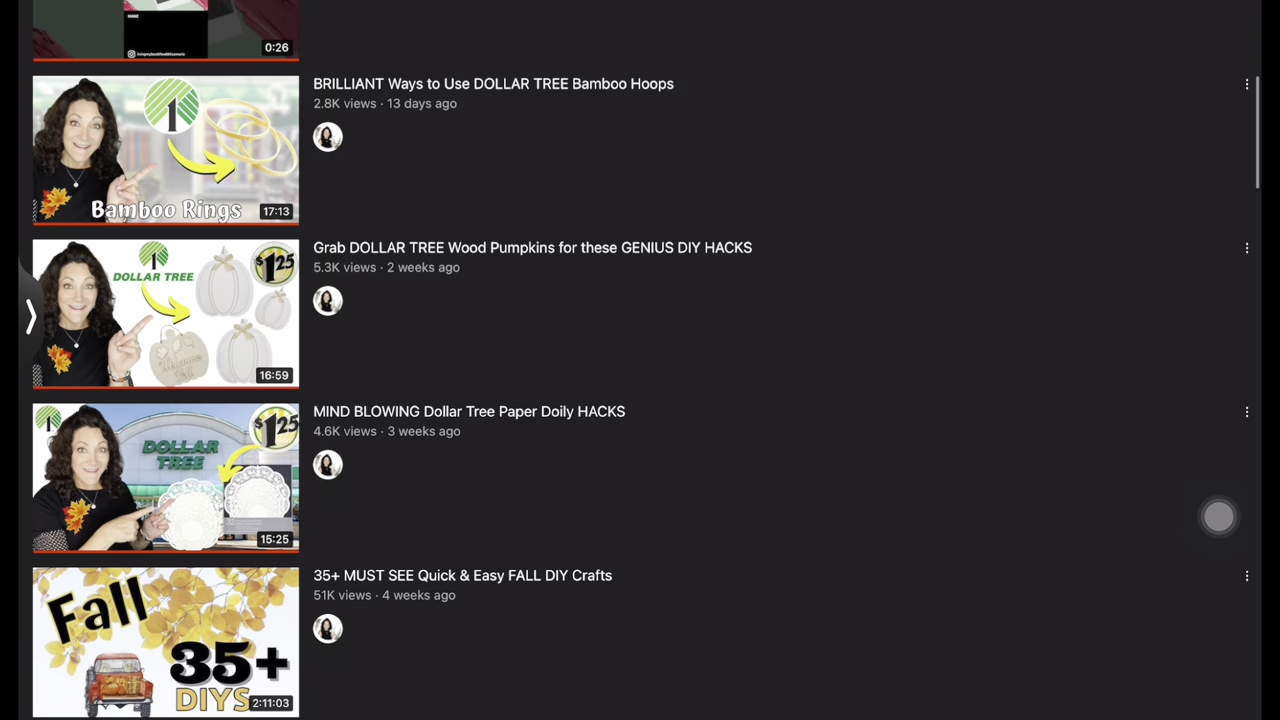 0:26
BRILLIANT Ways to Use DOLLAR TREE Bamboo Hoops
2.8K views · 13 days ago
1
Bamboo Rings
17:13
Grab DOLLAR TREE Wood Pumpkins for these GENIUS DIY HACKS
5.3K views · 2 weeks ago
1
DOLLAR TREE
$1.25
16:59
MIND BLOWING Dollar Tree Paper Doily HACKS
4.6K views · 3 weeks ago
$1.25
DOLLAR
TREE
15:25
35+ MUST SEE Quick & Easy FALL DIY Crafts
51K views · 4 weeks ago
Fall
35+
DIYS
2:11:03